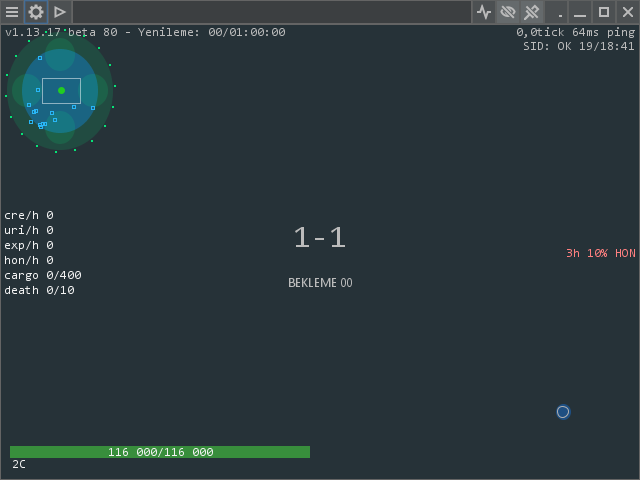 v1.13.17 beta 80 - Yenileme: 00/01:00:00
0,0tick 64ms ping
SID: OK 19/18:41
cre/h 0
uri/h 0
exp/h 0
hon/h 0
cargo 0/400
death 0/10
1-1
BEKLEME 00
3h 10% HON
116 000/116 000
2C